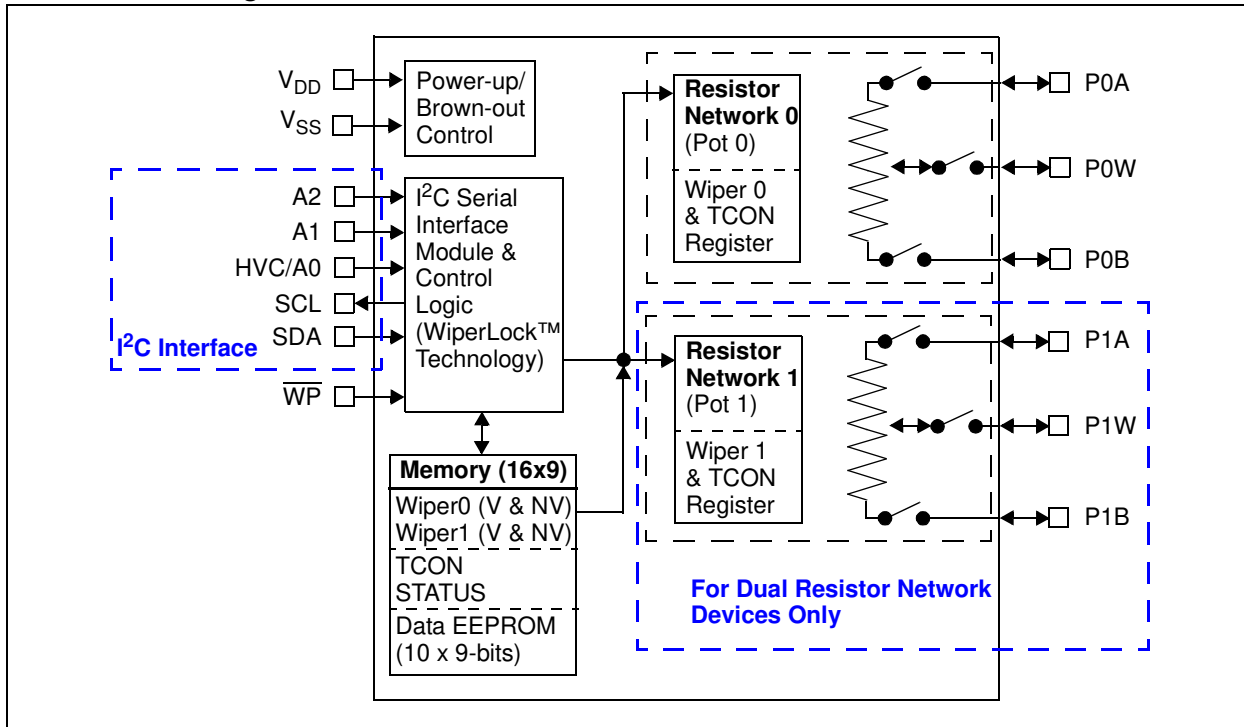 V_DD
V_SS
Power-up/
Brown-out
Control
A2
A1
HVC/A0
SCL
SDA
I²C Interface
WP
I²C Serial
Interface
Module &
Control
Logic
(WiperLock™
Technology)
Memory (16x9)
Wiper0 (V & NV)
Wiper1 (V & NV)
TCON
STATUS
Data EEPROM
(10 x 9-bits)
Resistor
Network 0
(Pot 0)
Wiper 0
& TCON
Register
P0A
P0W
P0B
Resistor
Network 1
(Pot 1)
Wiper 1
& TCON
Register
P1A
P1W
P1B
For Dual Resistor Network
Devices Only